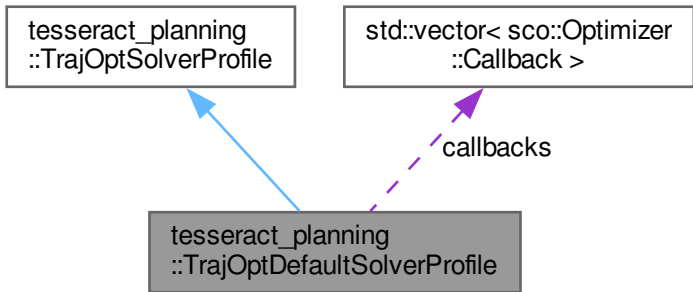 tesseract_planning
::TrajOptSolverProfile
std::vector< sco::Optimizer
::Callback >
callbacks
tesseract_planning
::TrajOptDefaultSolverProfile